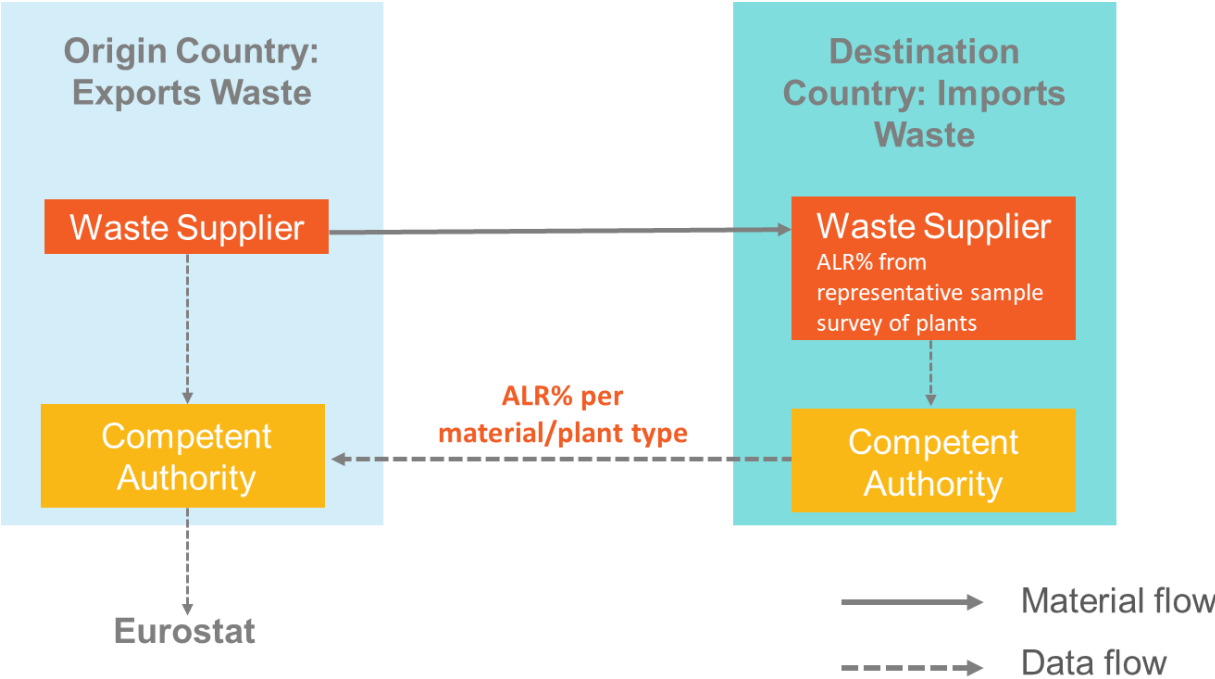 Origin Country:
Exports Waste
Destination
Country: Imports
Waste
Waste Supplier
Waste Supplier
ALR% from
representative sample
survey of plants
ALR% per
material/plant type
Competent
Authority
Competent
Authority
Eurostat
Material flow
Data flow